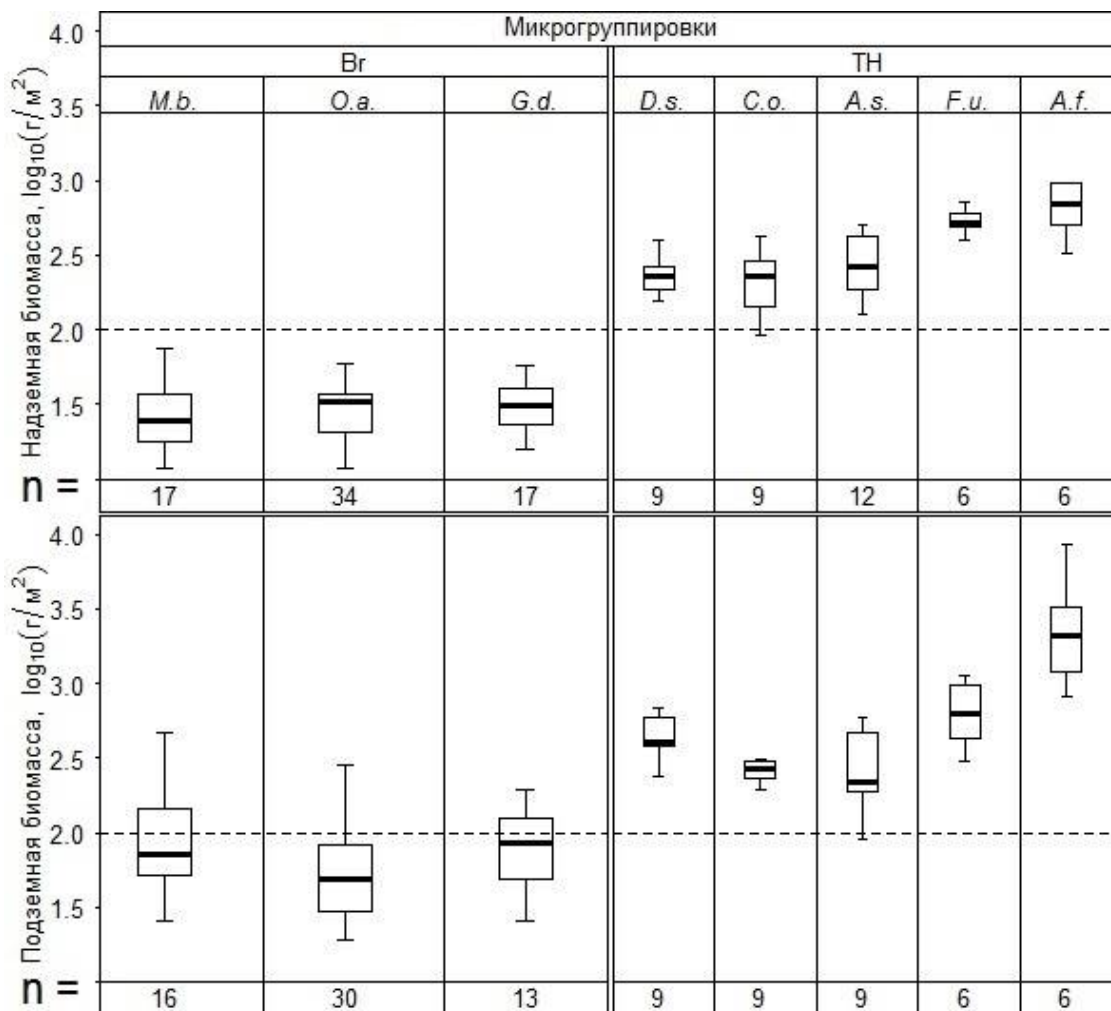 Микрогруппировки
Br TH
M.b. O.a. G.d. D.s. C.o. A.s. F.u. A.f.
Надземная биомасса, log₁₀(г/м²)
4.0
3.5
3.0
2.5
2.0
1.5
n = 17 34 17 9 9 12 6 6
Подземная биомасса, log₁₀(г/м²)
4.0
3.5
3.0
2.5
2.0
1.5
n = 16 30 13 9 9 9 6 6